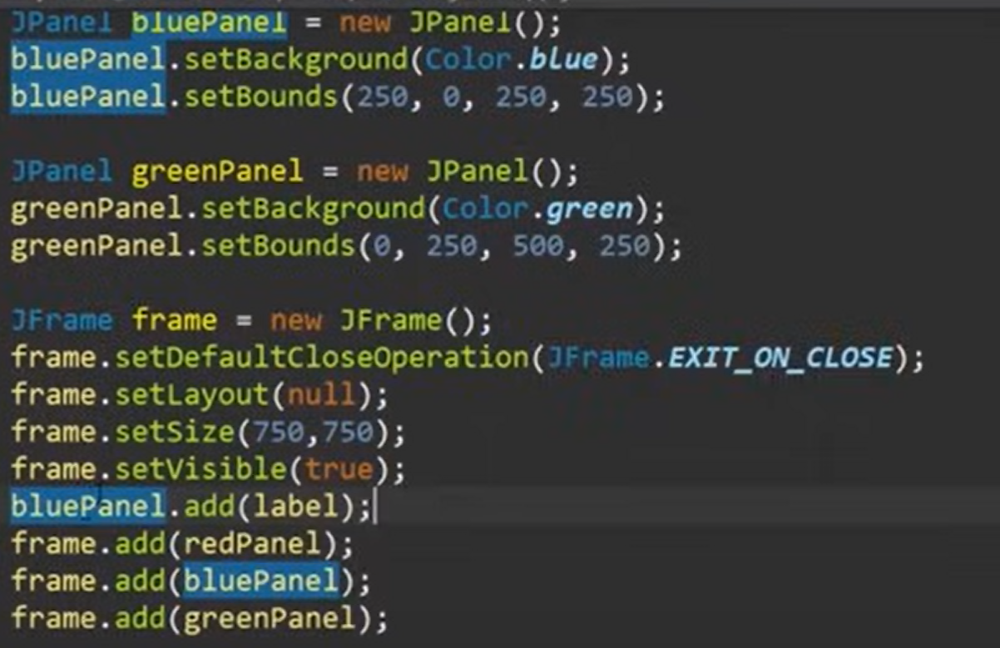 JPanel bluePanel = new JPanel();
bluePanel.setBackground(Color.blue);
bluePanel.setBounds(250, 0, 250, 250);
JPanel greenPanel = new JPanel();
greenPanel.setBackground(Color.green);
greenPanel.setBounds(0, 250, 500, 250);
JFrame frame = new JFrame();
frame.setDefaultCloseOperation(JFrame.EXIT_ON_CLOSE);
frame.setLayout(null);
frame.setSize(750,750);
frame.setVisible(true);
bluePanel.add(label);
frame.add(redPanel);
frame.add(bluePanel);
frame.add(greenPanel);